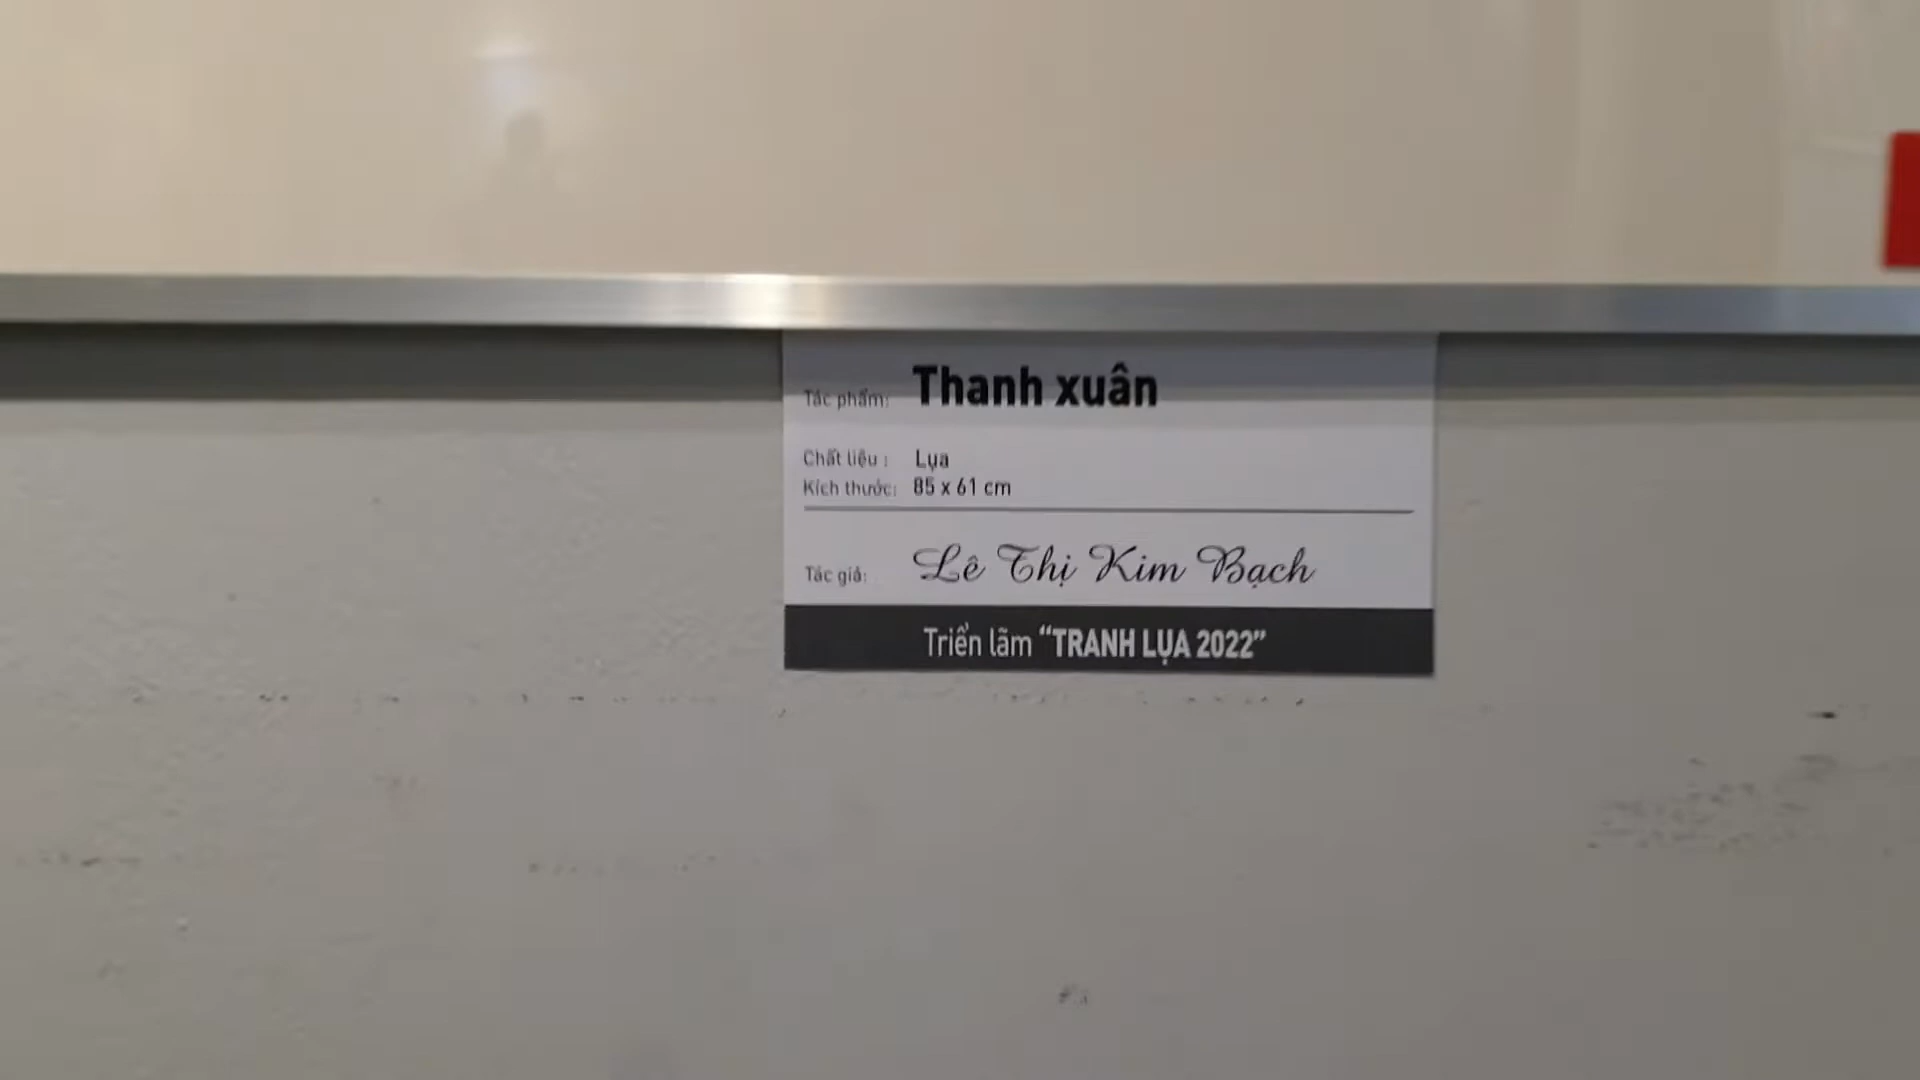 Tác phẩm: Thanh xuân
Chất liệu : Lụa
Kích thước: 85 x 61 cm
Tác giả: Lê Thị Kim Bạch
Triển lãm “TRANH LỤA 2022”